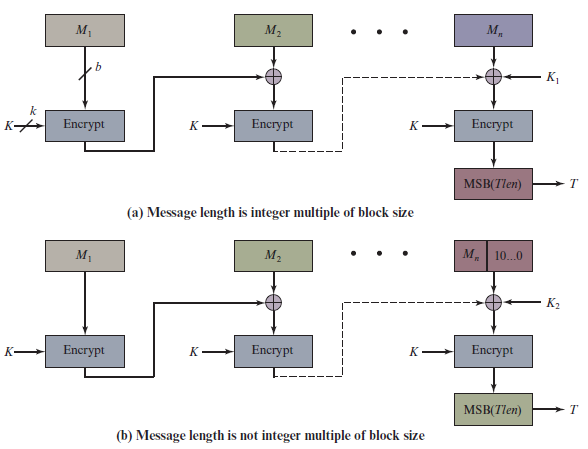 M₁ M₂ • • • Mₙ
b
K₁
k
K Encrypt K Encrypt K Encrypt
MSB(Tlen) T
(a) Message length is integer multiple of block size
M₁ M₂ • • • Mₙ 10...0
K₂
K Encrypt K Encrypt K Encrypt
MSB(Tlen) T
(b) Message length is not integer multiple of block size